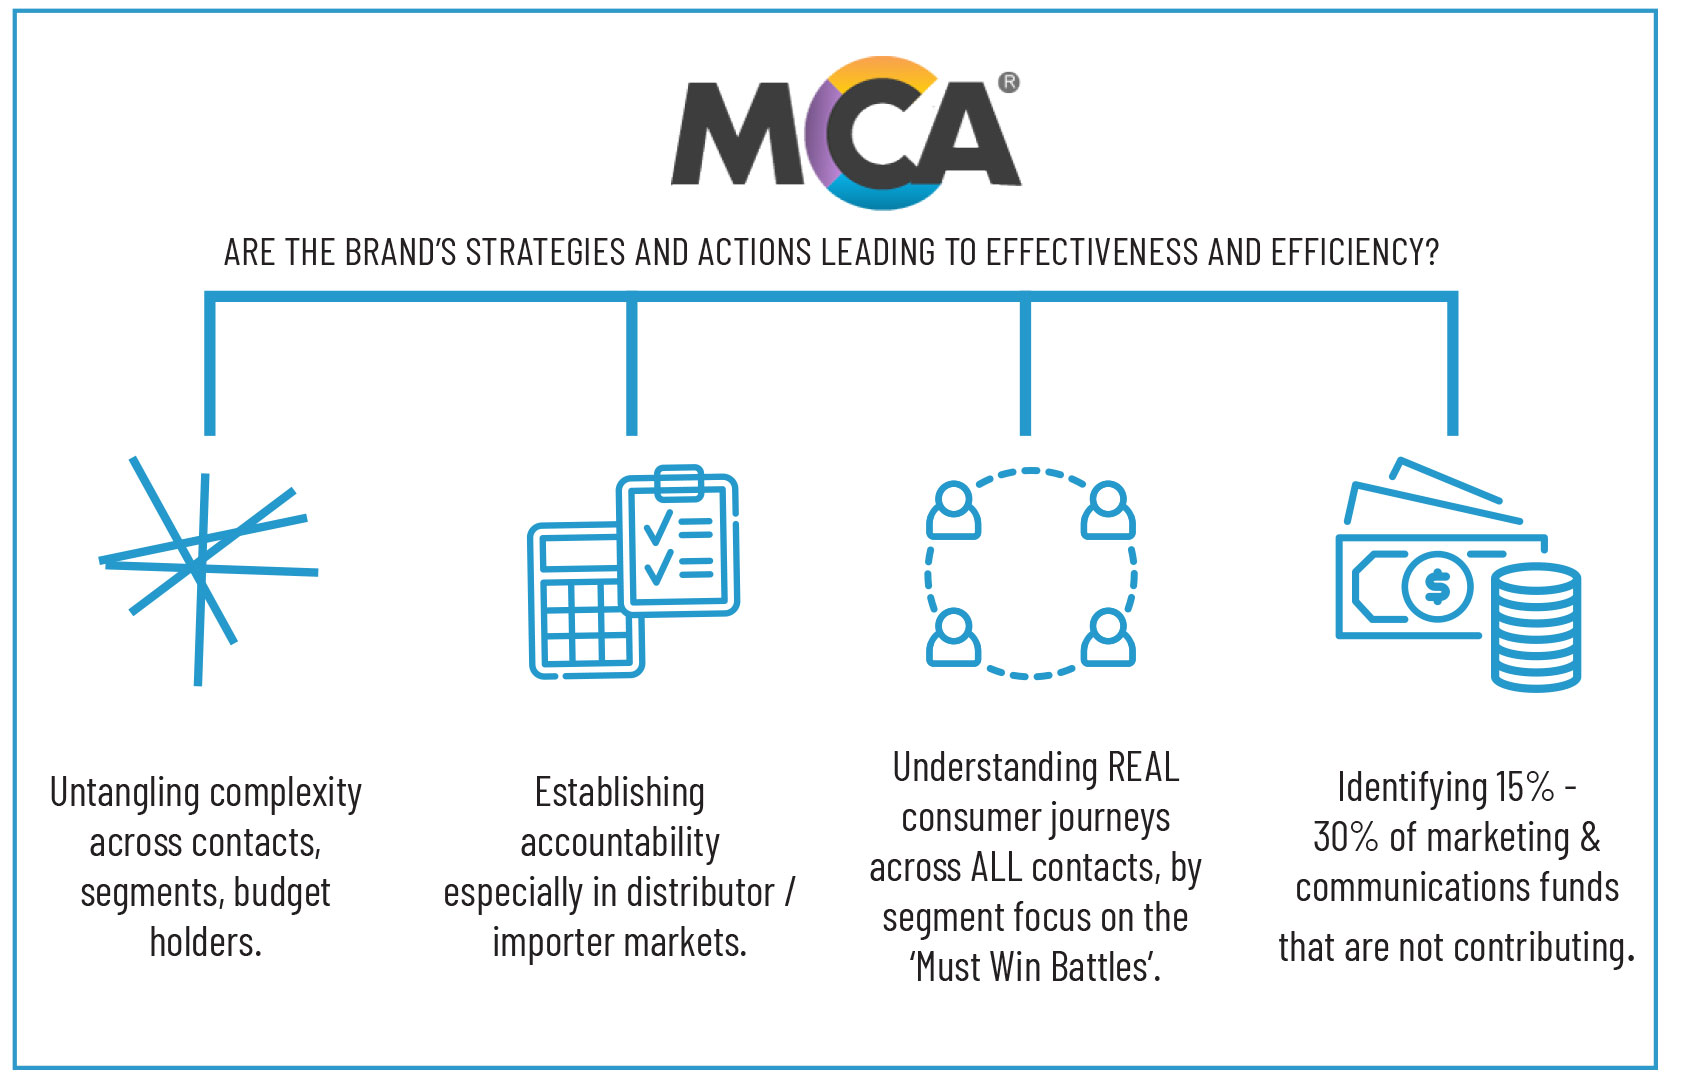 MCA®
ARE THE BRAND'S STRATEGIES AND ACTIONS LEADING TO EFFECTIVENESS AND EFFICIENCY?
Untangling complexity
across contacts,
segments, budget
holders.
Establishing
accountability
especially in distributor /
importer markets.
Understanding REAL
consumer journeys
across ALL contacts, by
segment focus on the
‘Must Win Battles’.
$
Identifying 15% -
30% of marketing &
communications funds
that are not contributing.